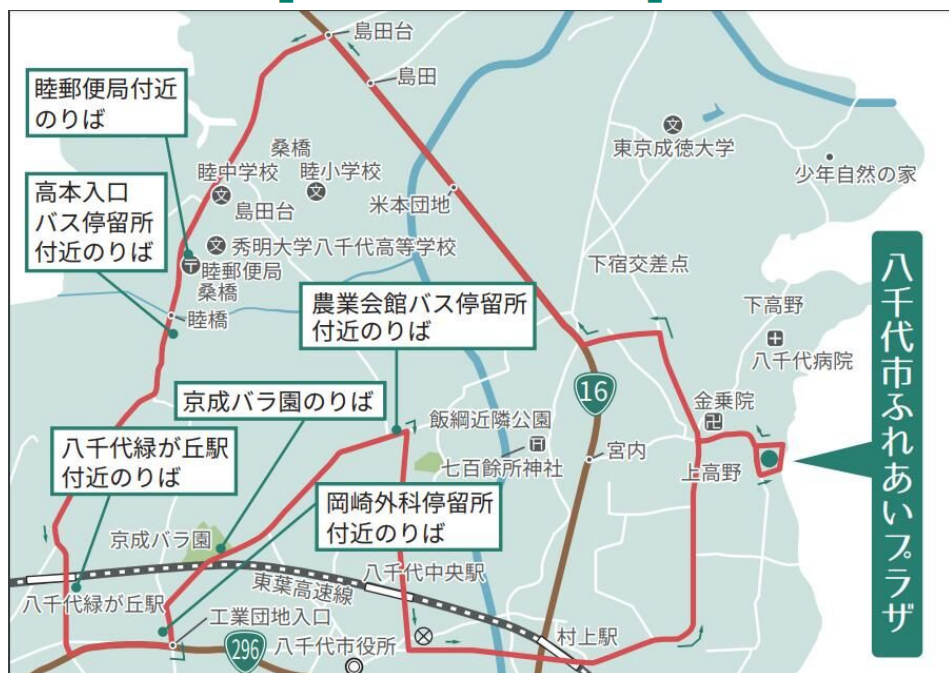 島田台
島田
睦郵便局付近
のりば
桑橋
睦中学校
睦小学校
島田台
東京成徳大学
少年自然の家
米本団地
高本入口
バス停留所
付近のりば
秀明大学八千代高等学校
睦郵便局
桑橋
睦橋
下宿交差点
農業会館バス停留所
付近のりば
下高野
八千代病院
八千代市ふれあいプラザ
16
京成バラ園のりば
飯綱近隣公園
金乗院
七百餘所神社
宮内
上高野
八千代緑が丘駅
付近のりば
岡崎外科停留所
付近のりば
京成バラ園
東葉高速線
八千代中央駅
八千代緑が丘駅
工業団地入口
296
八千代市役所
村上駅